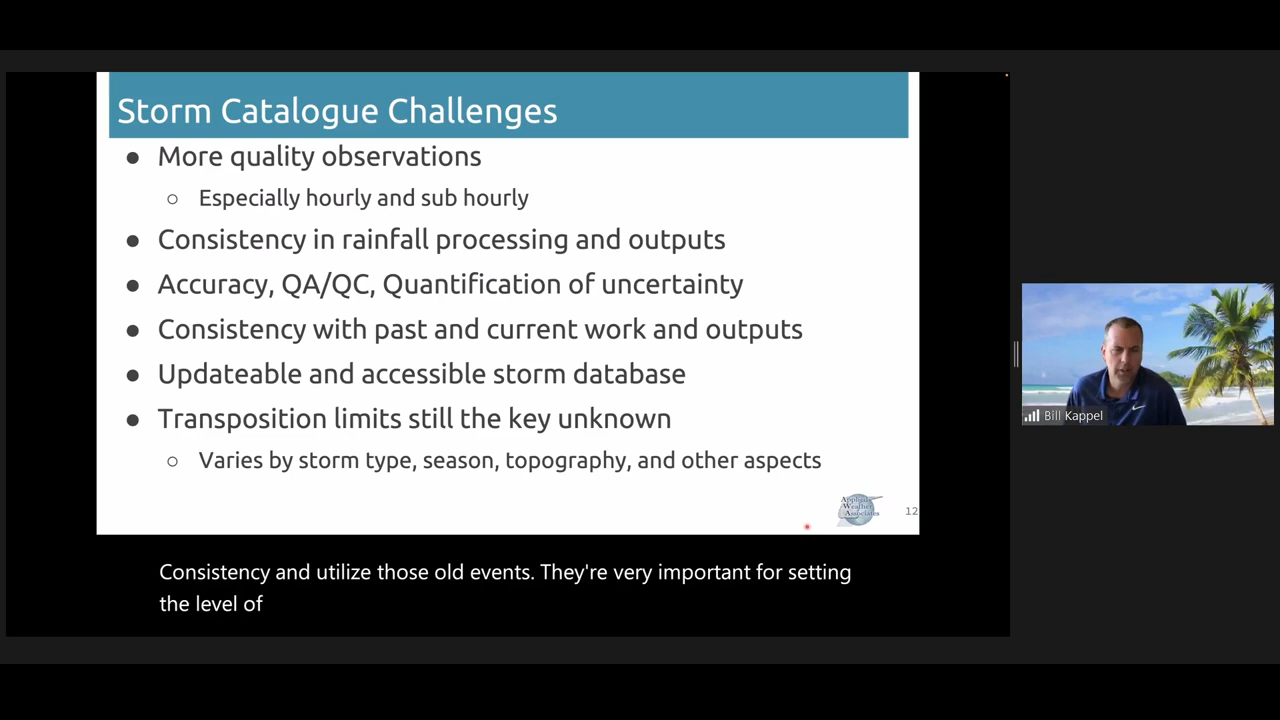 Storm Catalogue Challenges
● More quality observations
○ Especially hourly and sub hourly
● Consistency in rainfall processing and outputs
● Accuracy, QA/QC, Quantification of uncertainty
● Consistency with past and current work and outputs
● Updateable and accessible storm database
● Transposition limits still the key unknown
○ Varies by storm type, season, topography, and other aspects
Applied
Weather
Associates
12
Bill Kappel
Consistency and utilize those old events. They're very important for setting
the level of